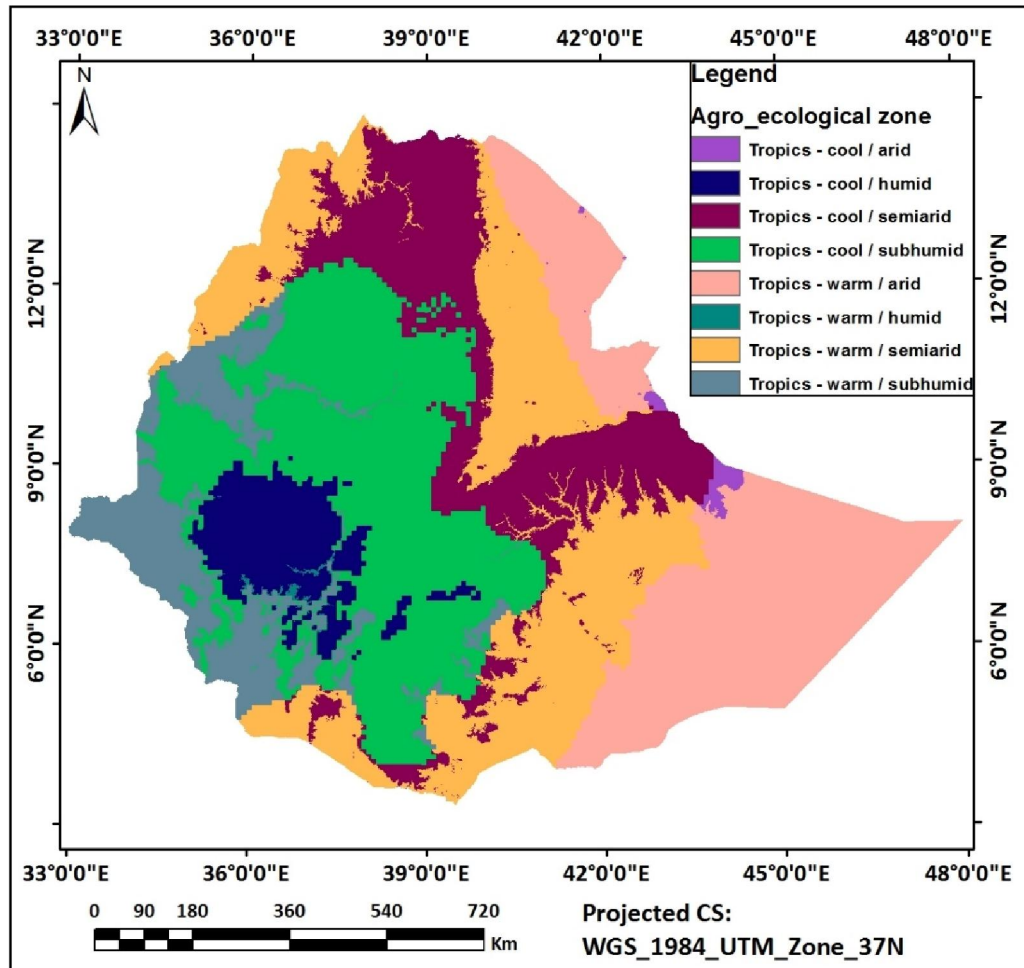 33°0'0"E 36°0'0"E 39°0'0"E 42°0'0"E 45°0'0"E 48°0'0"E
N
Legend
Agro_ecological zone
Tropics - cool / arid
Tropics - cool / humid
Tropics - cool / semiarid
Tropics - cool / subhumid
Tropics - warm / arid
Tropics - warm / humid
Tropics - warm / semiarid
Tropics - warm / subhumid
12°0'0"N
12°0'0"N
9°0'0"N
9°0'0"N
6°0'0"N
6°0'0"N
33°0'0"E 36°0'0"E 39°0'0"E 42°0'0"E 45°0'0"E 48°0'0"E
0 90 180 360 540 720
Km
Projected CS:
WGS_1984_UTM_Zone_37N